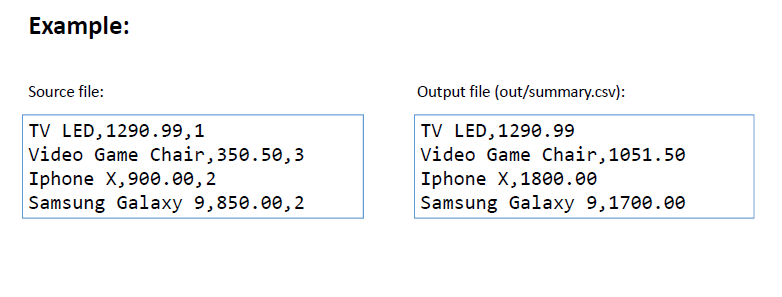 Example:
Source file:
TV LED,1290.99,1
Video Game Chair,350.50,3
Iphone X,900.00,2
Samsung Galaxy 9,850.00,2
Output file (out/summary.csv):
TV LED,1290.99
Video Game Chair,1051.50
Iphone X,1800.00
Samsung Galaxy 9,1700.00